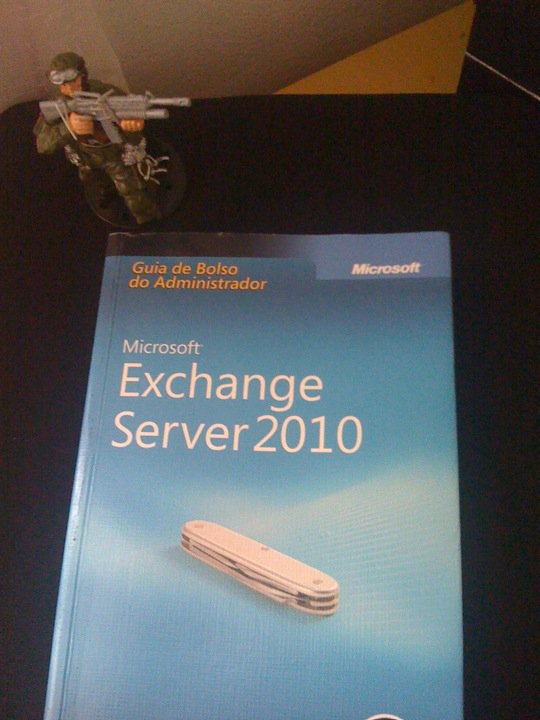 Guia de Bolso
do Administrador
Microsoft
Microsoft
Exchange
Server 2010